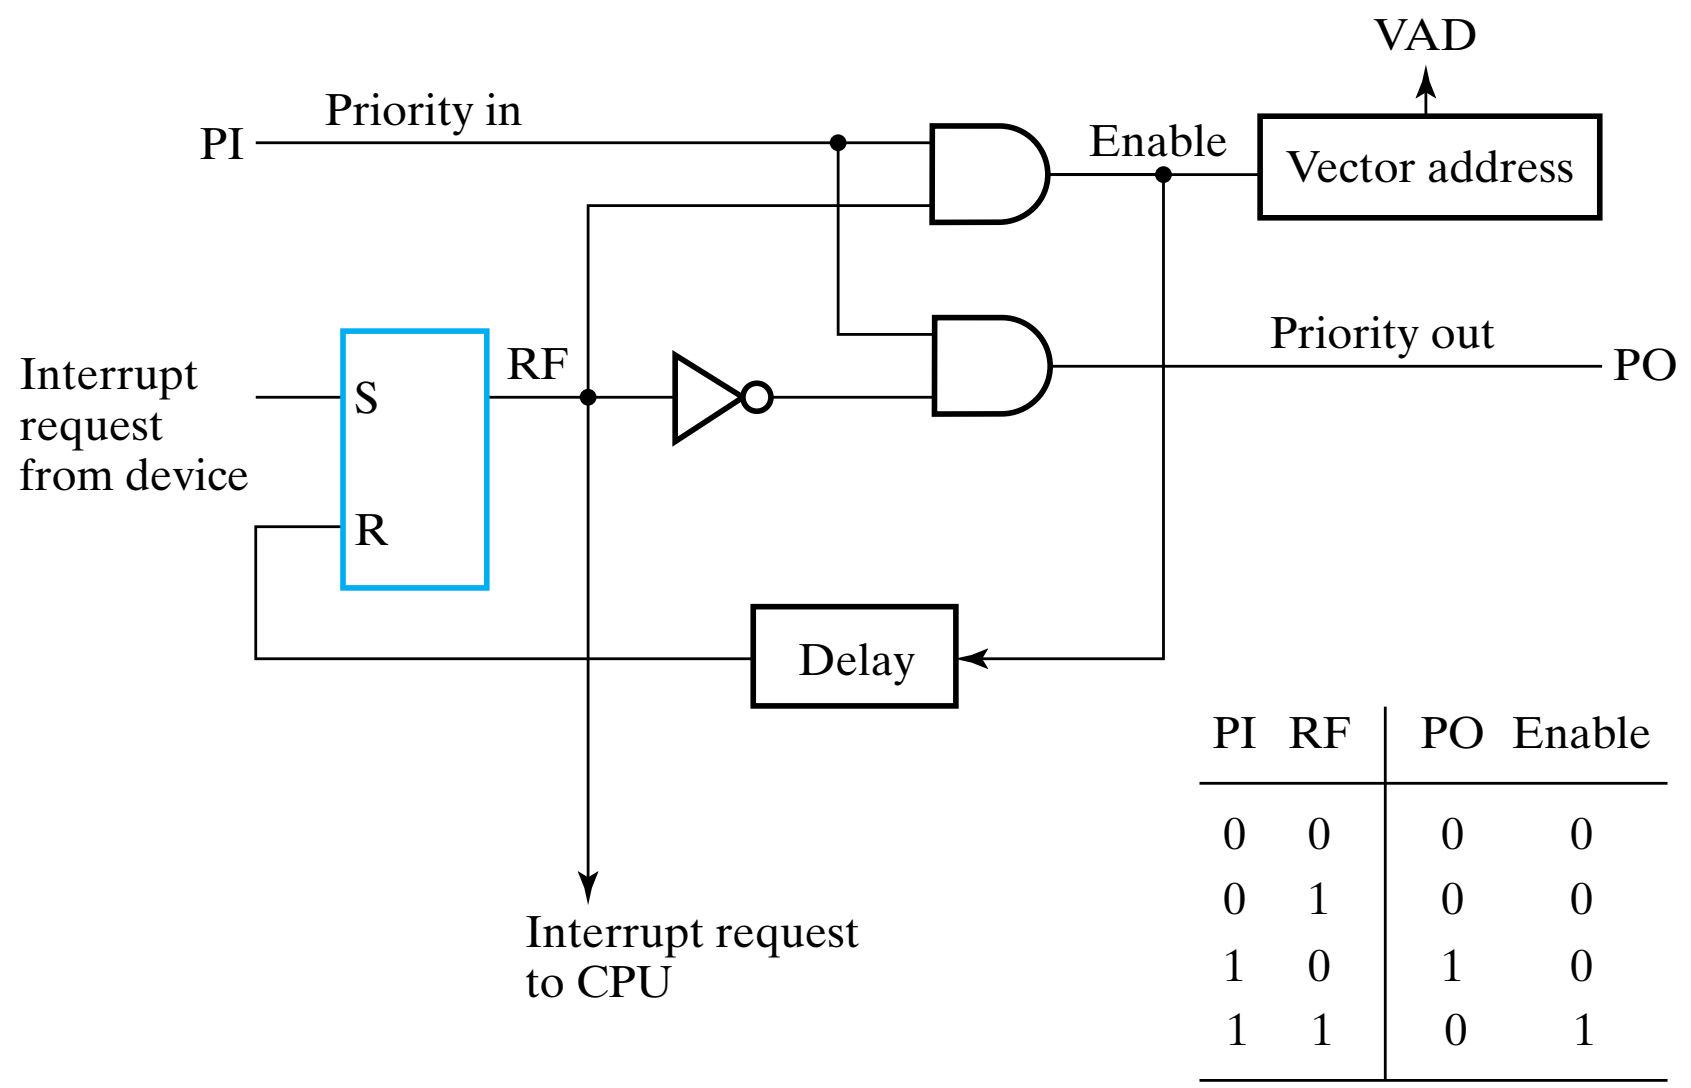 VAD
Priority in
PI
Enable
Vector address
Priority out
PO
RF
Interrupt
request
from device
S
R
Delay
PI RF PO Enable
0 0 0 0
0 1 0 0
1 0 1 0
1 1 0 1
Interrupt request
to CPU